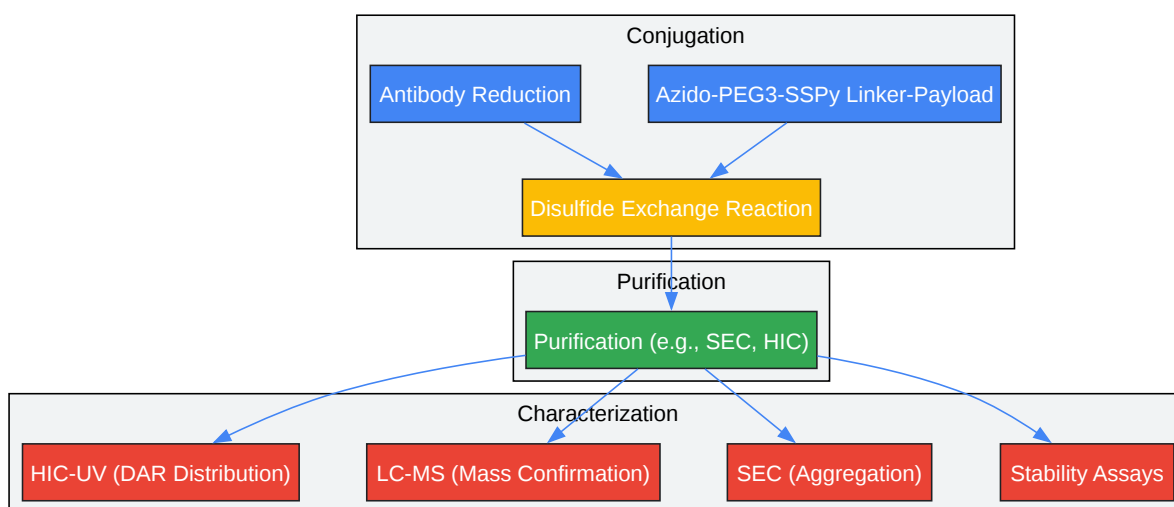 Conjugation
Antibody Reduction
Azido-PEG3-SSPy Linker-Payload
Disulfide Exchange Reaction
Purification
Purification (e.g., SEC, HIC)
Characterization
HIC-UV (DAR Distribution)
LC-MS (Mass Confirmation)
SEC (Aggregation)
Stability Assays